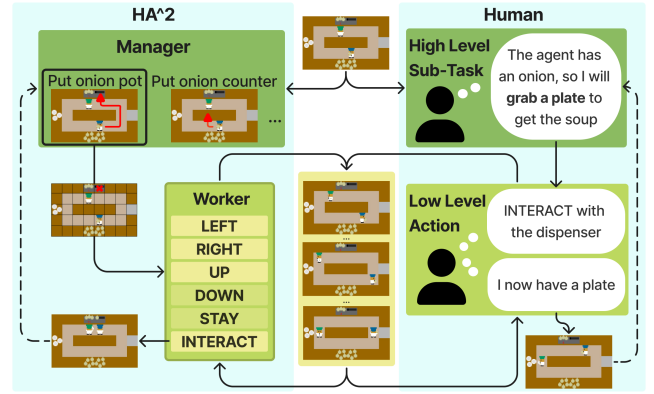 HA^2
Manager
Put onion pot
Put onion counter
...
Worker
LEFT
RIGHT
UP
DOWN
STAY
INTERACT
...
...
Human
High Level
Sub-Task
The agent has
an onion, so I will
grab a plate to
get the soup
Low Level
Action
INTERACT with
the dispenser
I now have a plate